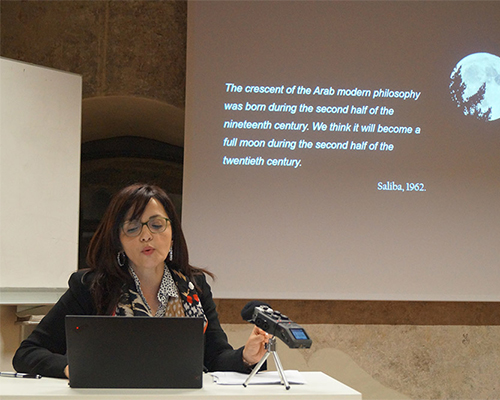 The crescent of the Arab modern philosophy
was born during the second half of the
nineteenth century. We think it will become a
full moon during the second half of the
twentieth century.
Saliba, 1962.